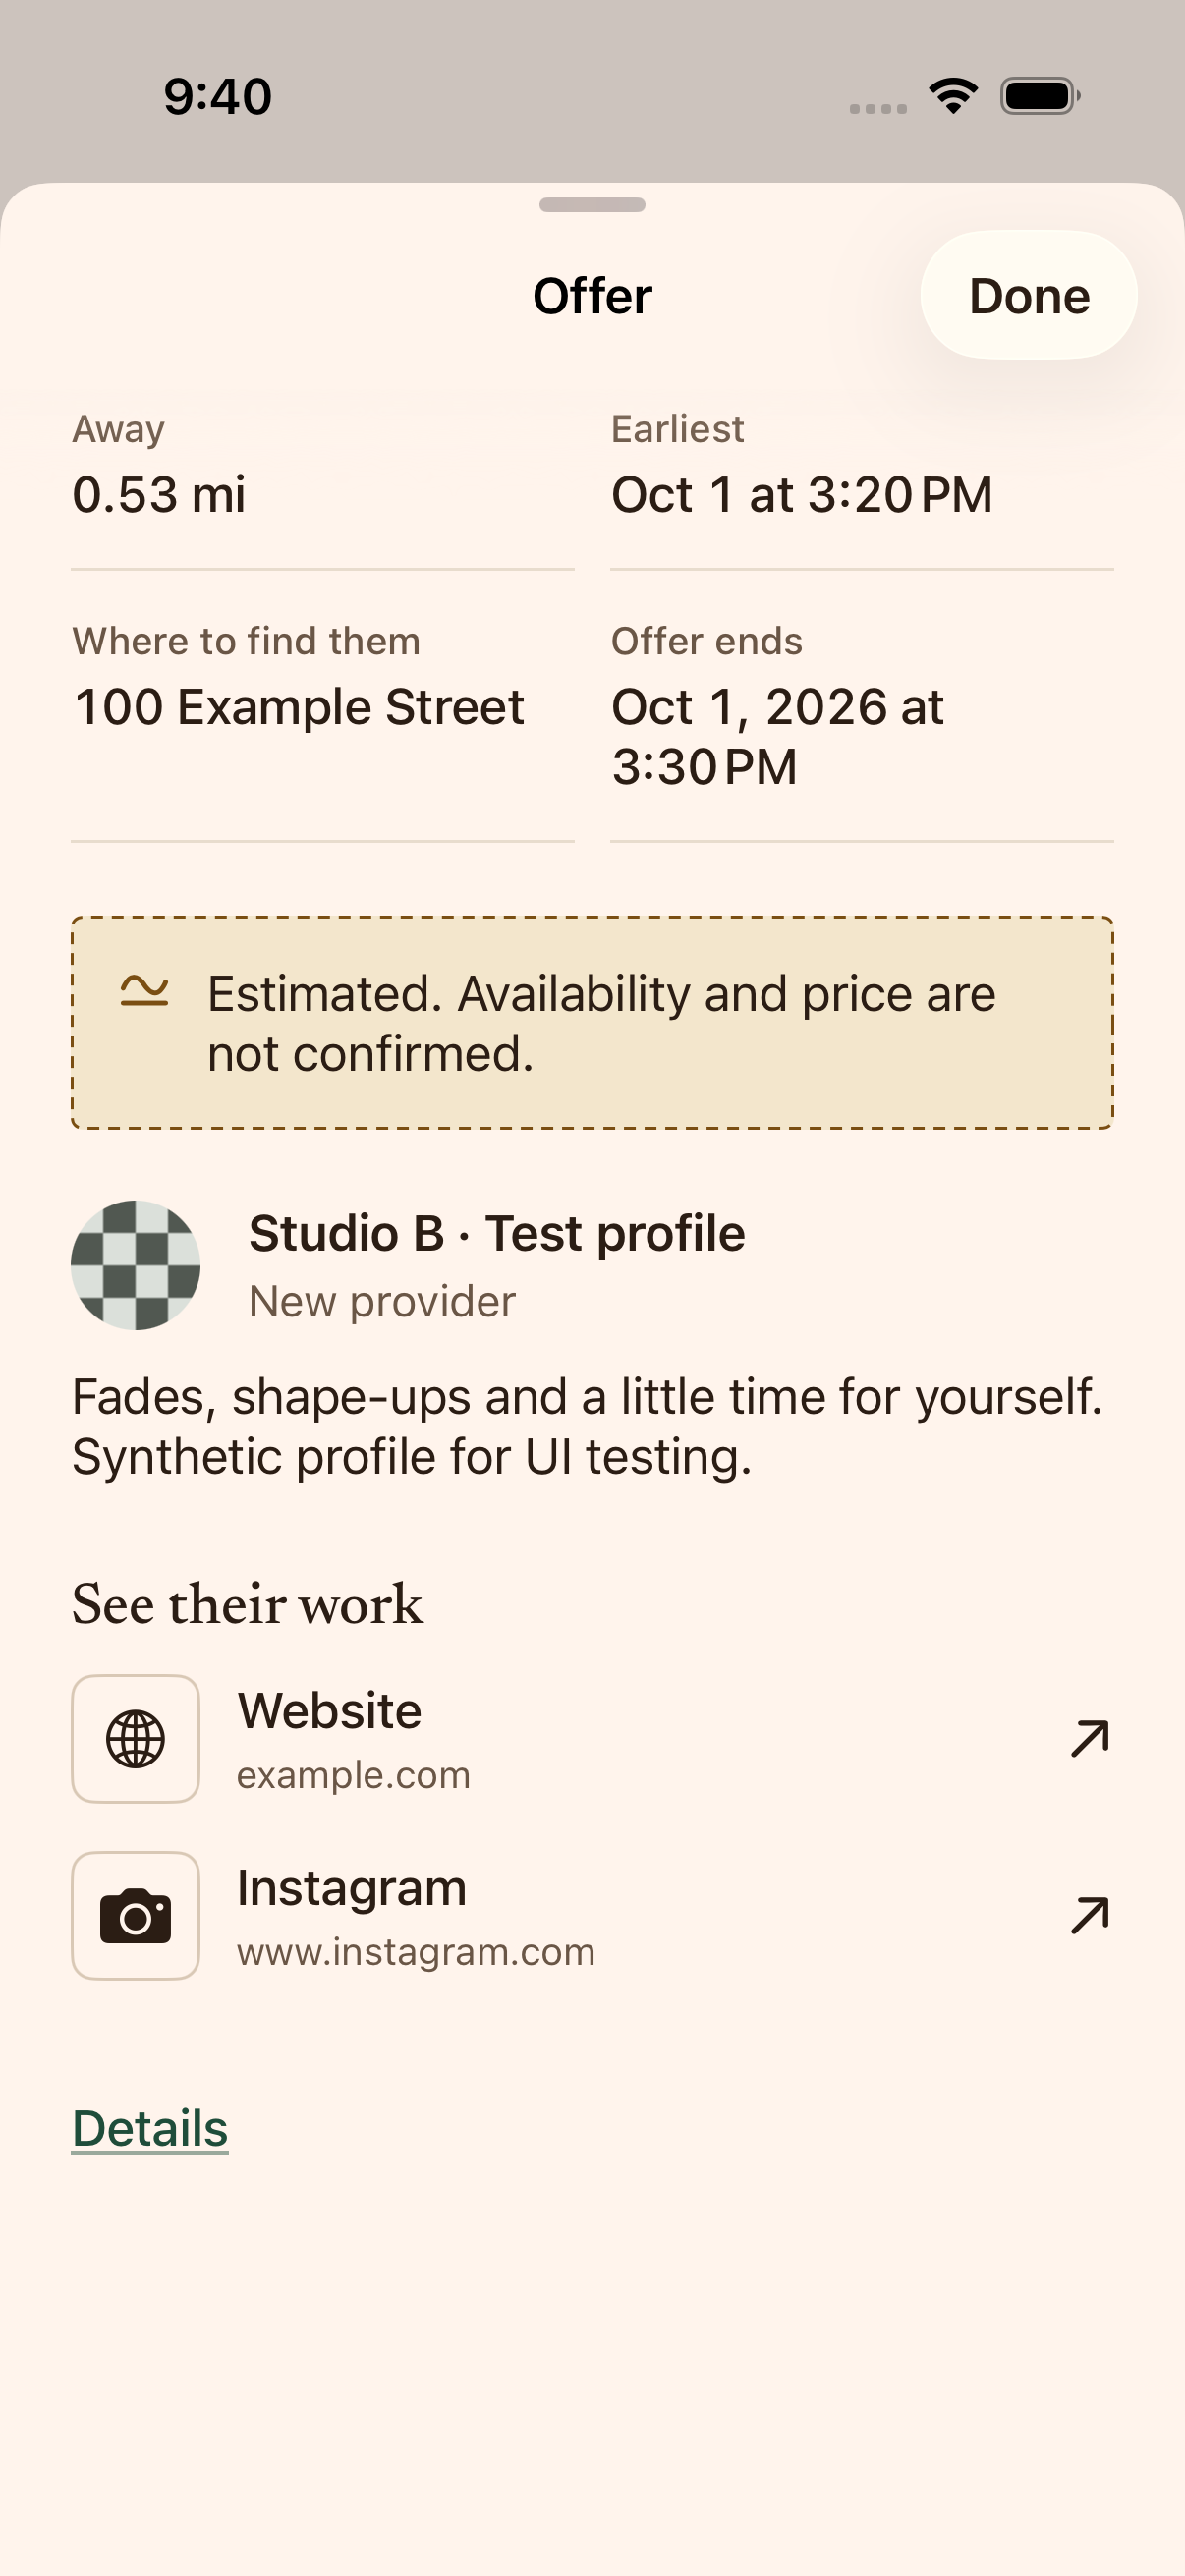 9:40
Offer
Done
Away
0.53 mi
Earliest
Oct 1 at 3:20 PM
Where to find them
100 Example Street
Offer ends
Oct 1, 2026 at
3:30 PM
Estimated. Availability and price are
not confirmed.
Studio B · Test profile
New provider
Fades, shape-ups and a little time for yourself.
Synthetic profile for UI testing.
See their work
Website
example.com
Instagram
www.instagram.com
Details